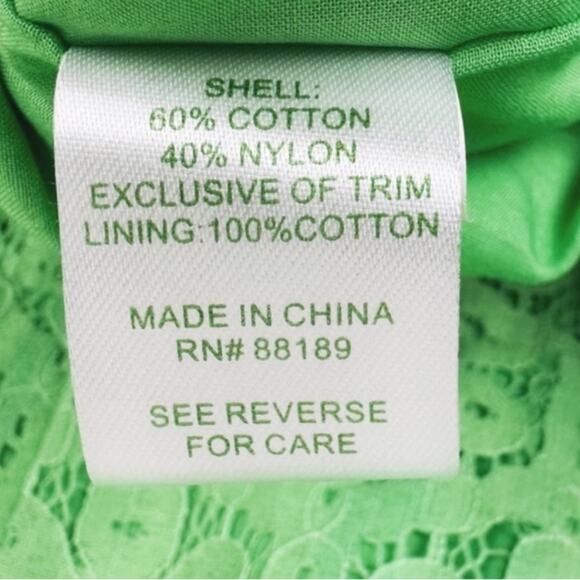 SHELL:
60% COTTON
40% NYLON
EXCLUSIVE OF TRIM
LINING:100%COTTON
MADE IN CHINA
RN# 88189
SEE REVERSE
FOR CARE